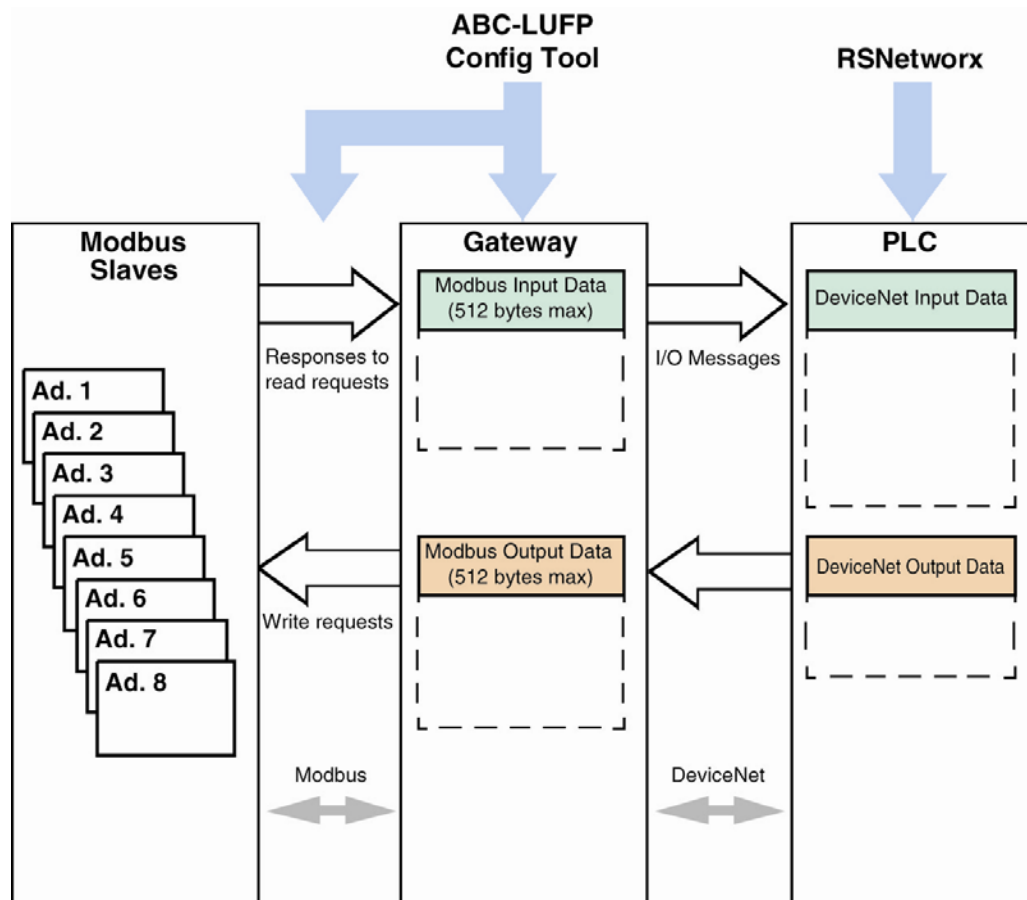 ABC-LUFP
Config Tool
RSNetworx
Modbus
Slaves
Gateway
PLC
Modbus Input Data
(512 bytes max)
DeviceNet Input Data
Responses to
read requests
I/O Messages
Ad. 1
Ad. 2
Ad. 3
Ad. 4
Ad. 5
Ad. 6
Ad. 7
Ad. 8
Modbus Output Data
(512 bytes max)
DeviceNet Output Data
Write requests
Modbus
DeviceNet